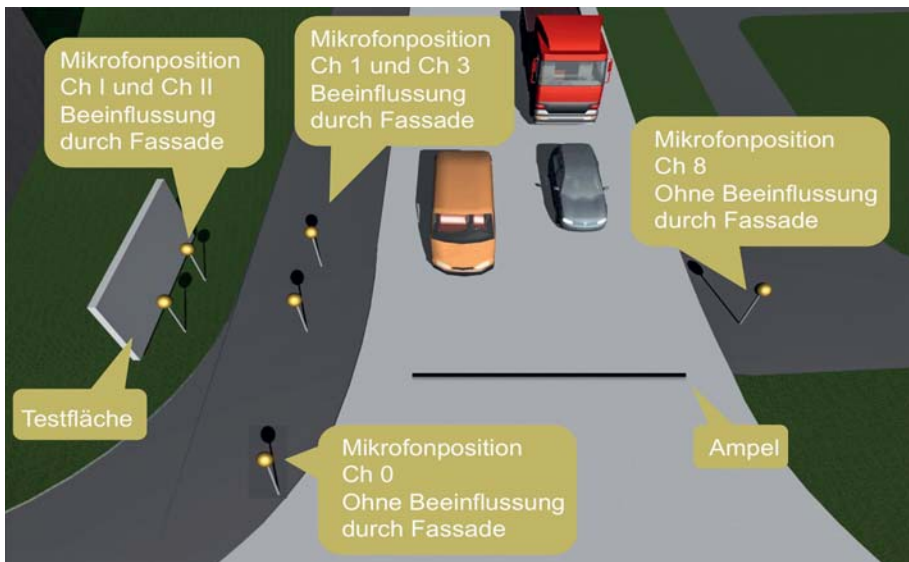 Mikrofonposition
Ch I und Ch II
Beeinflussung
durch Fassade
Mikrofonposition
Ch 1 und Ch 3
Beeinflussung
durch Fassade
Mikrofonposition
Ch 8
Ohne Beeinflussung
durch Fassade
Testfläche
Mikrofonposition
Ch 0
Ohne Beeinflussung
durch Fassade
Ampel